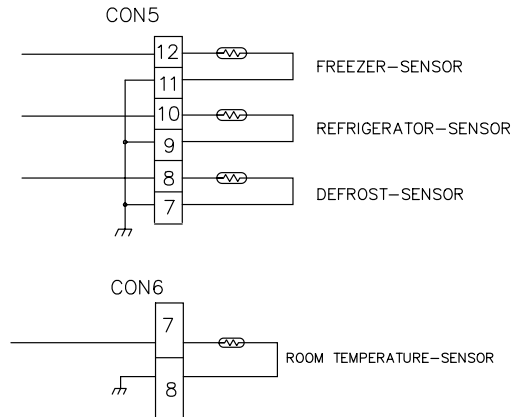 CON5
12
11
FREEZER-SENSOR
10
9
REFRIGERATOR-SENSOR
8
7
DEFROST-SENSOR
CON6
7
8
ROOM TEMPERATURE-SENSOR